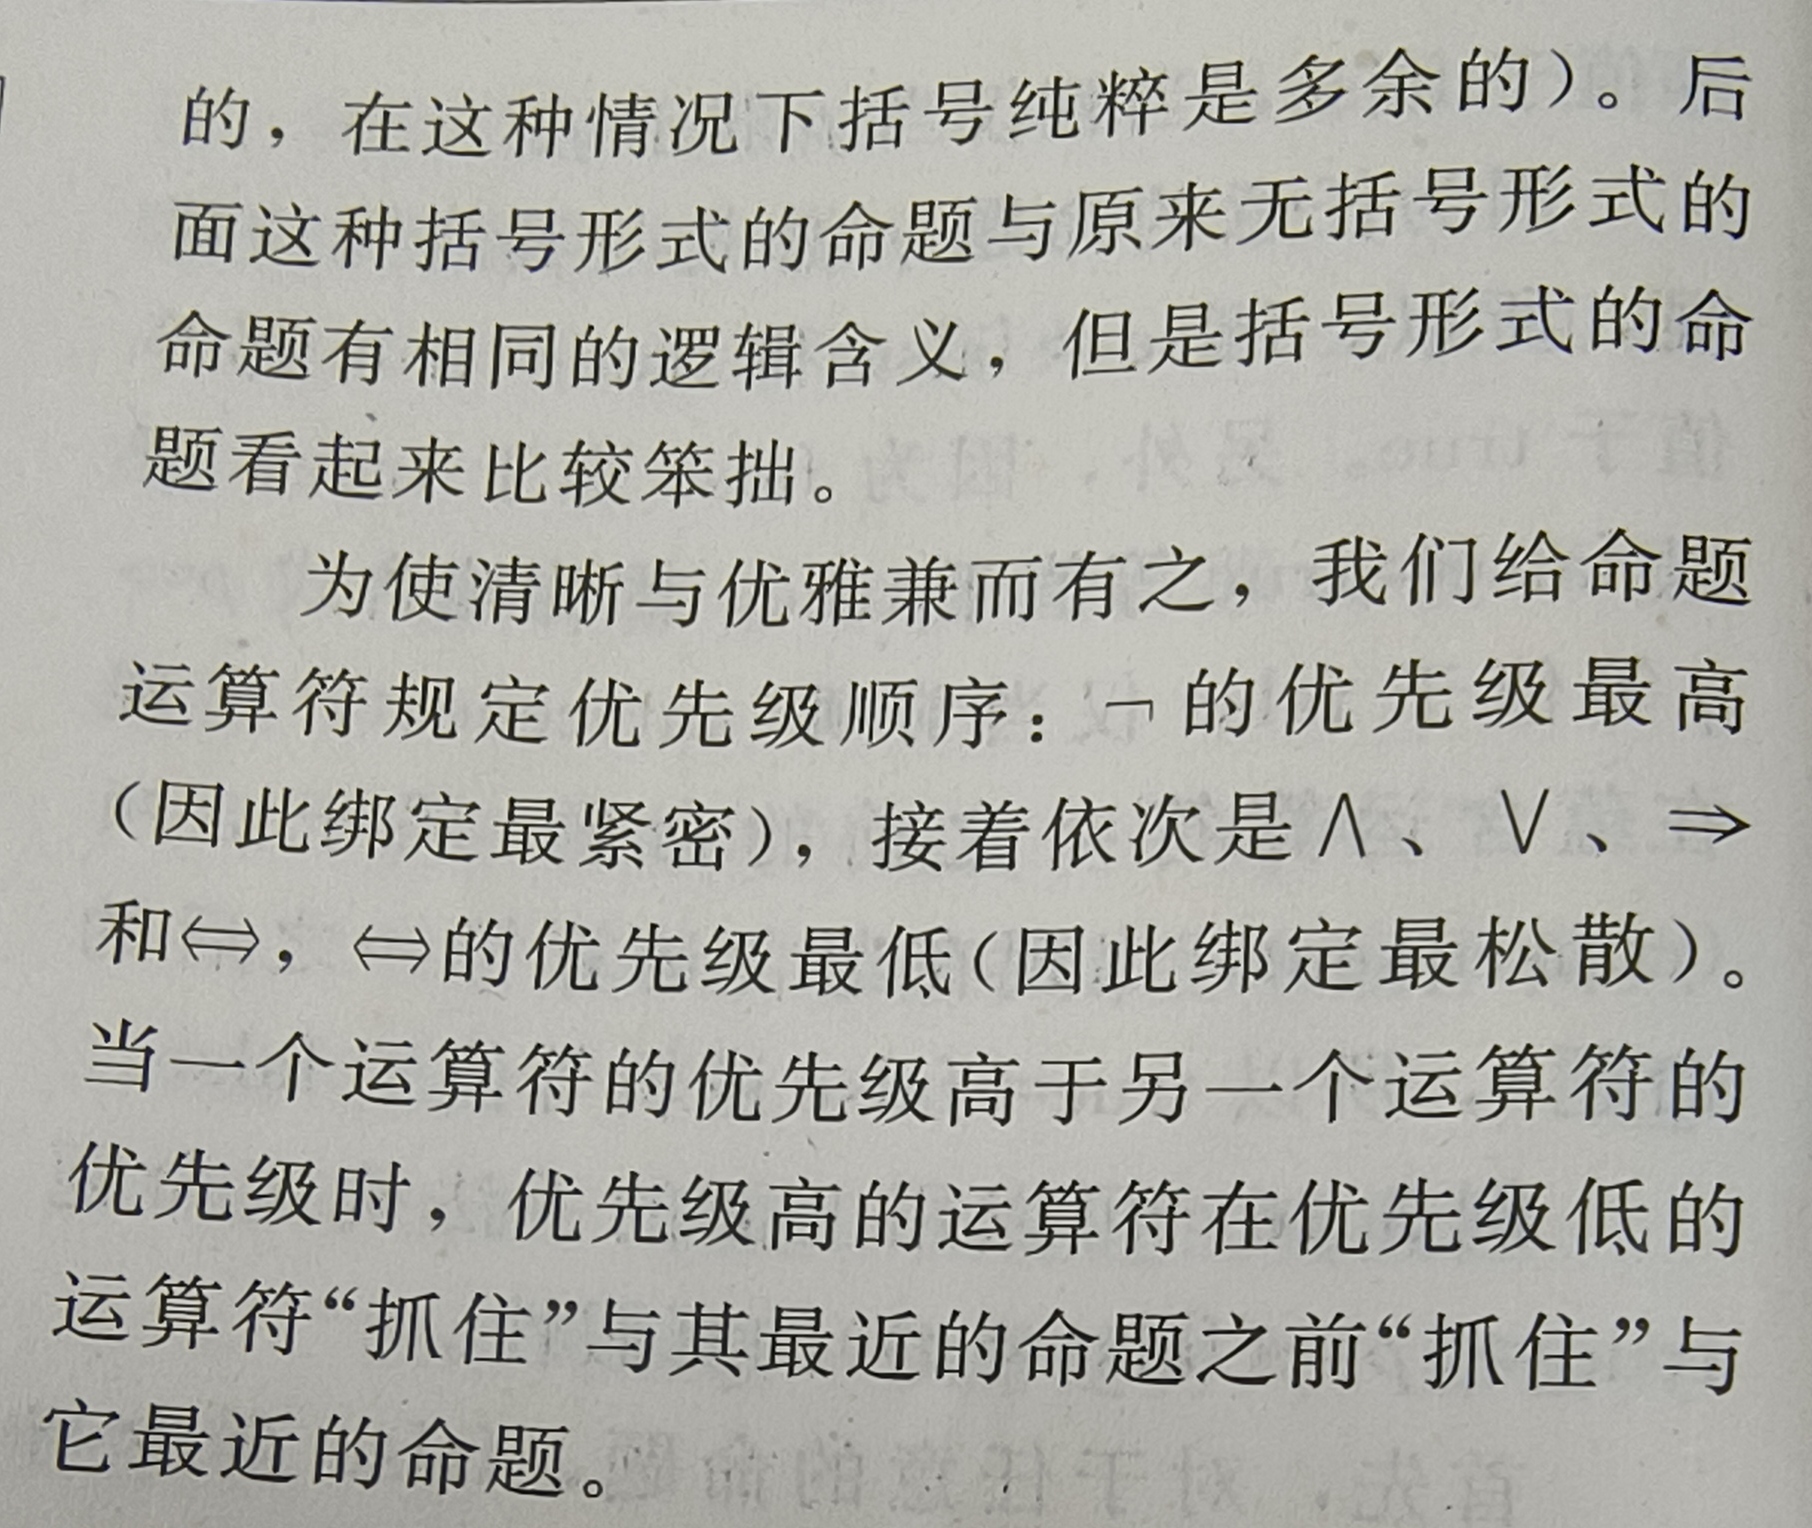 的，在这种情况下括号纯粹是多余的）。后
面这种括号形式的命题与原来无括号形式的
命题有相同的逻辑含义，但是括号形式的命
题看起来比较笨拙。
为使清晰与优雅兼而有之，我们给命题
运算符规定优先级顺序：¬的优先级最高
（因此绑定最紧密），接着依次是∧、∨、⇒
和⇔，⇔的优先级最低（因此绑定最松散）。
当一个运算符的优先级高于另一个运算符的
优先级时，优先级高的运算符在优先级低的
运算符“抓住”与其最近的命题之前“抓住”与
它最近的命题。